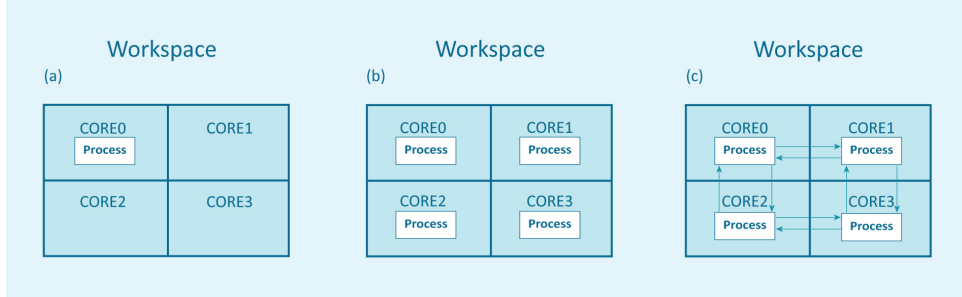 Workspace
(a)
CORE0 CORE1
Process
CORE2 CORE3
Workspace
(b)
CORE0 CORE1
Process Process
CORE2 CORE3
Process Process
Workspace
(c)
CORE0 CORE1
Process Process
CORE2 CORE3
Process Process